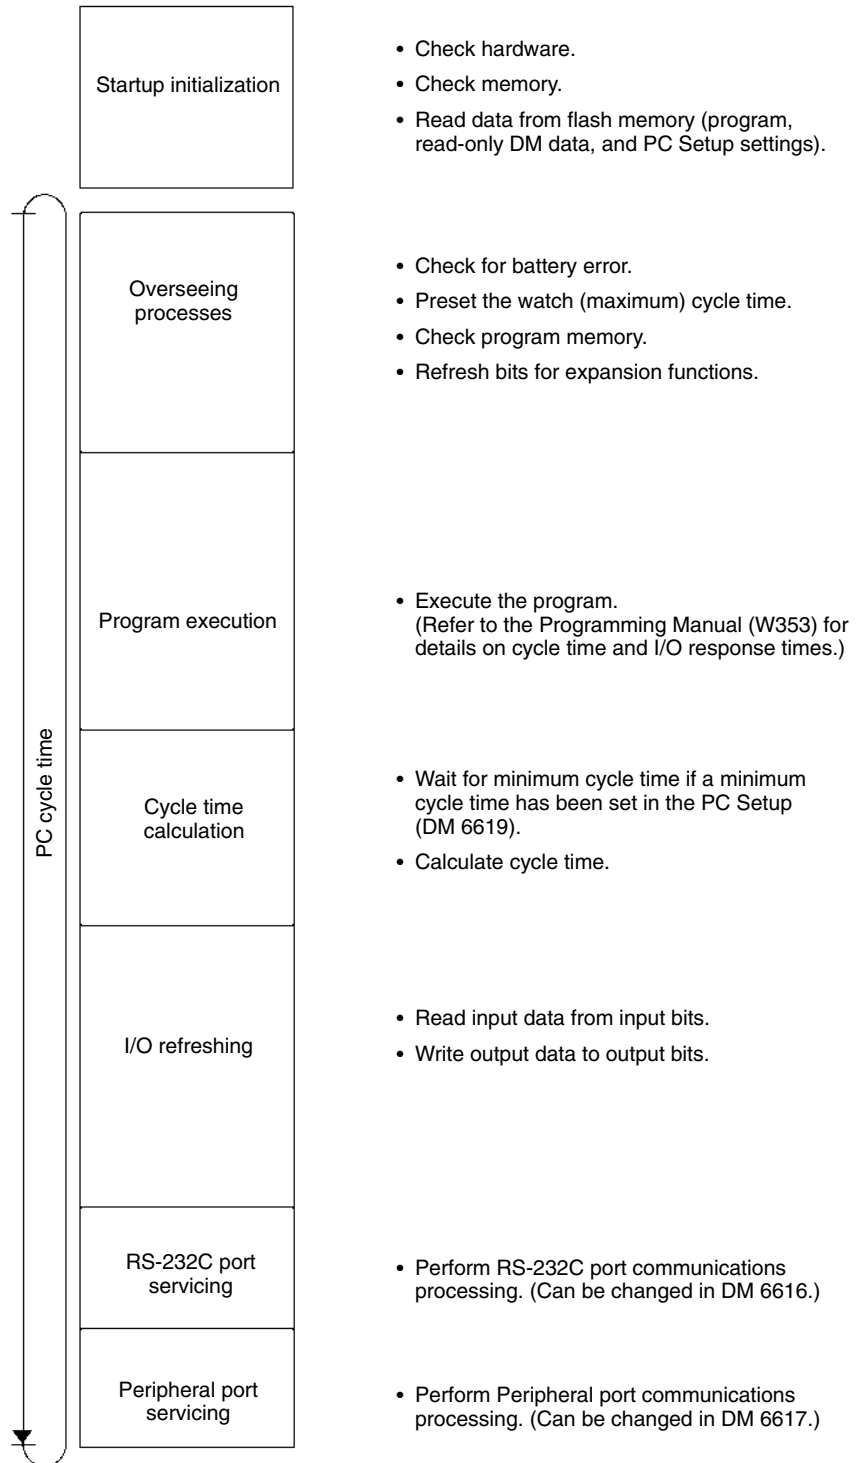 Startup initialization
• Check hardware.
• Check memory.
• Read data from flash memory (program,
read-only DM data, and PC Setup settings).
PC cycle time
Overseeing
processes
• Check for battery error.
• Preset the watch (maximum) cycle time.
• Check program memory.
• Refresh bits for expansion functions.
Program execution
• Execute the program.
(Refer to the Programming Manual (W353) for
details on cycle time and I/O response times.)
Cycle time
calculation
• Wait for minimum cycle time if a minimum
cycle time has been set in the PC Setup
(DM 6619).
• Calculate cycle time.
I/O refreshing
• Read input data from input bits.
• Write output data to output bits.
RS-232C port
servicing
• Perform RS-232C port communications
processing. (Can be changed in DM 6616.)
Peripheral port
servicing
• Perform Peripheral port communications
processing. (Can be changed in DM 6617.)